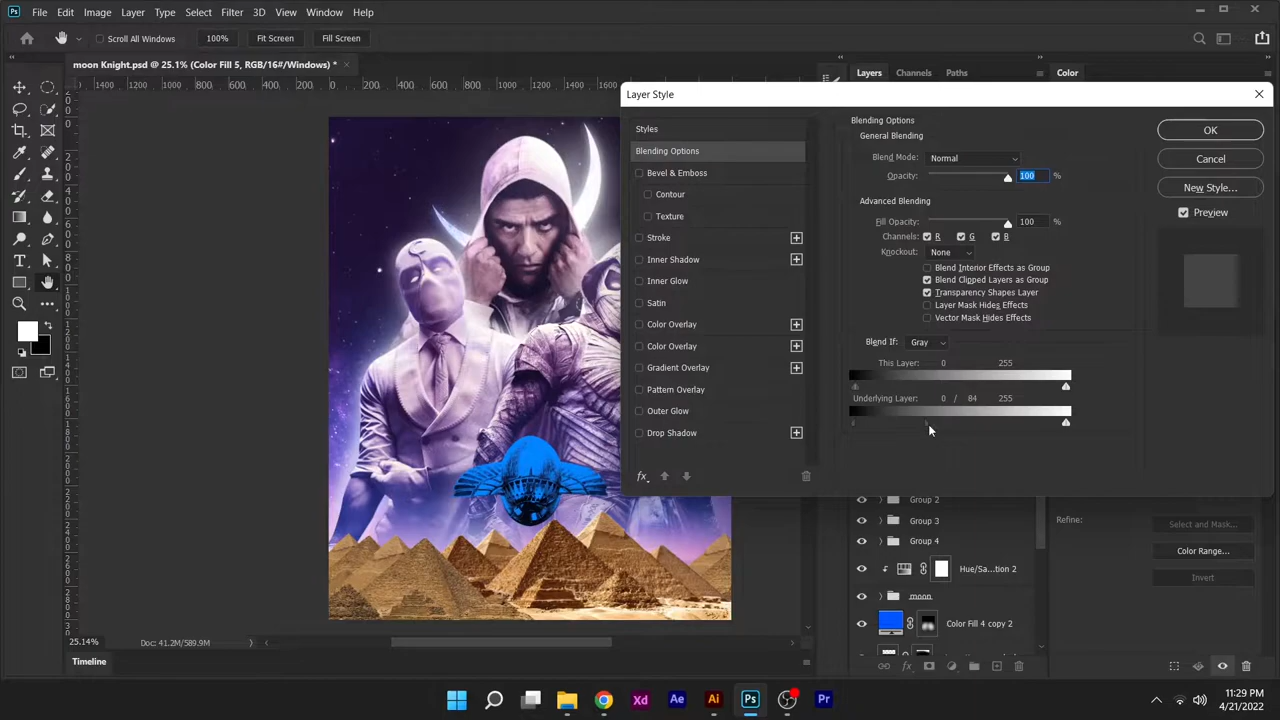 Ps File Edit Image Layer Type Select Filter 3D View Window Help
Scroll All Windows 100% Fit Screen Fill Screen
moon Knight.psd @ 25.1% (Color Fill 5, RGB/16#/Windows) *
Layers Channels Paths Color
Layer Style
Styles
Blending Options
Bevel & Emboss
Contour
Texture
Stroke
Inner Shadow
Inner Glow
Satin
Color Overlay
Color Overlay
Gradient Overlay
Pattern Overlay
Outer Glow
Drop Shadow
fx
Blending Options
General Blending
Blend Mode: Normal
Opacity: 100 %
Advanced Blending
Fill Opacity: 100 %
Channels: R G B
Knockout: None
Blend Interior Effects as Group
Blend Clipped Layers as Group
Transparency Shapes Layer
Layer Mask Hides Effects
Vector Mask Hides Effects
Blend If: Gray
This Layer: 0 255
Underlying Layer: 0 / 84 255
OK
Cancel
New Style...
Preview
Group 2
Group 3
Group 4
Hue/Sa...tion 2
moon
Color Fill 4 copy 2
Refine:
Select and Mask...
Color Range...
Invert
25.14% Doc: 41.2M/589.9M
Timeline
Xd Ae Ai Ps Pr
11:29 PM
4/21/2022